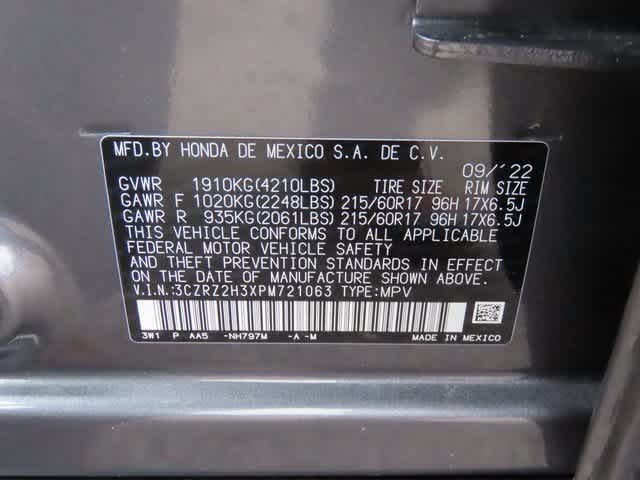 MFD.BY HONDA DE MEXICO S.A. DE C.V. 09/'22
GVWR 1910KG(4210LBS) TIRE SIZE RIM SIZE
GAWR F 1020KG(2248LBS) 215/60R17 96H 17X6.5J
GAWR R 935KG(2061LBS) 215/60R17 96H 17X6.5J
THIS VEHICLE CONFORMS TO ALL APPLICABLE
FEDERAL MOTOR VEHICLE SAFETY
AND THEFT PREVENTION STANDARDS IN EFFECT
ON THE DATE OF MANUFACTURE SHOWN ABOVE.
V.I.N.:3CZRZ2H3XPM721063 TYPE:MPV
3W1 P AA5 -NH797M -A -M MADE IN MEXICO